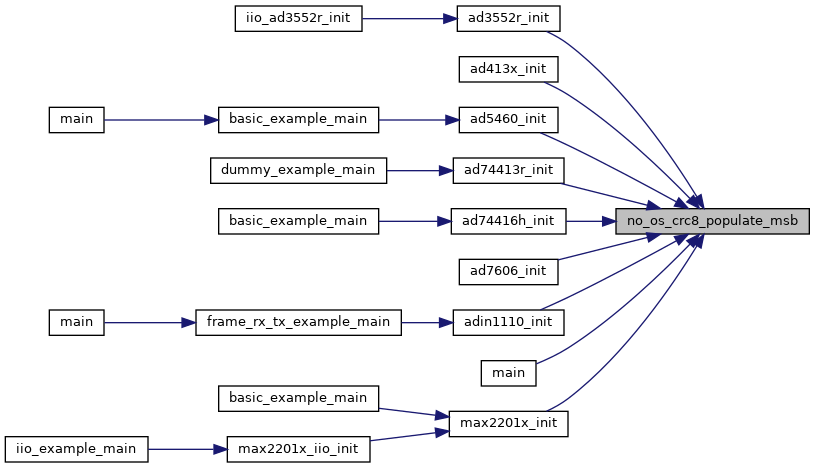 iio_ad3552r_init
ad3552r_init
ad413x_init
main
basic_example_main
ad5460_init
dummy_example_main
ad74413r_init
basic_example_main
ad74416h_init
no_os_crc8_populate_msb
ad7606_init
main
frame_rx_tx_example_main
adin1110_init
main
basic_example_main
max2201x_init
iio_example_main
max2201x_iio_init